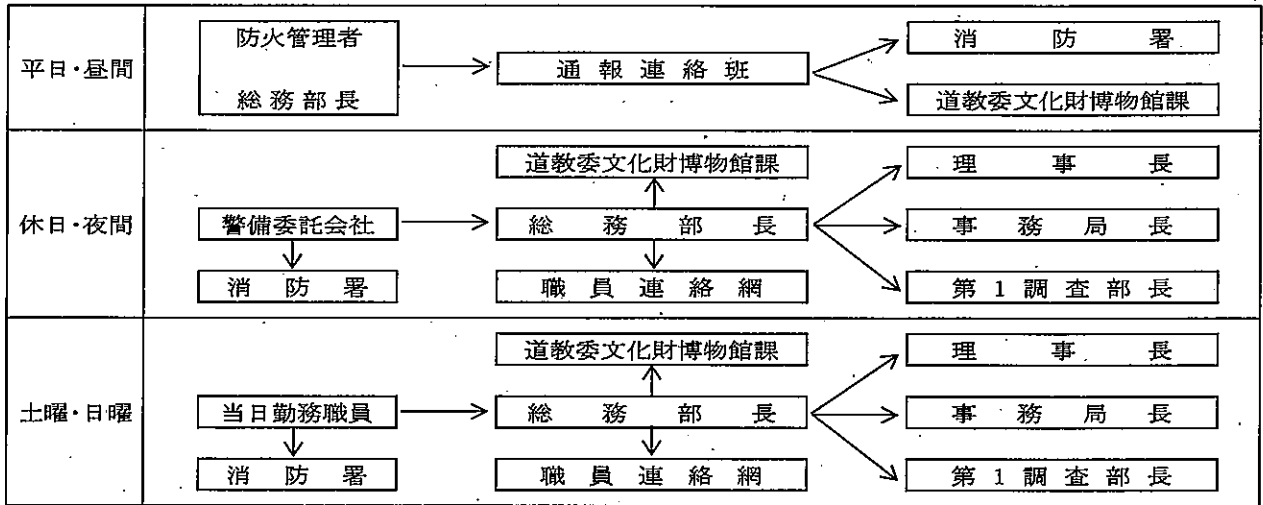 平日・昼間
防火管理者
総務部長
通報連絡班
消防署
道教委文化財博物館課
休日・夜間
道教委文化財博物館課
理事長
警備委託会社
総務部長
事務局長
消防署
職員連絡網
第1調査部長
土曜・日曜
道教委文化財博物館課
理事長
当日勤務職員
総務部長
事務局長
消防署
職員連絡網
第1調査部長